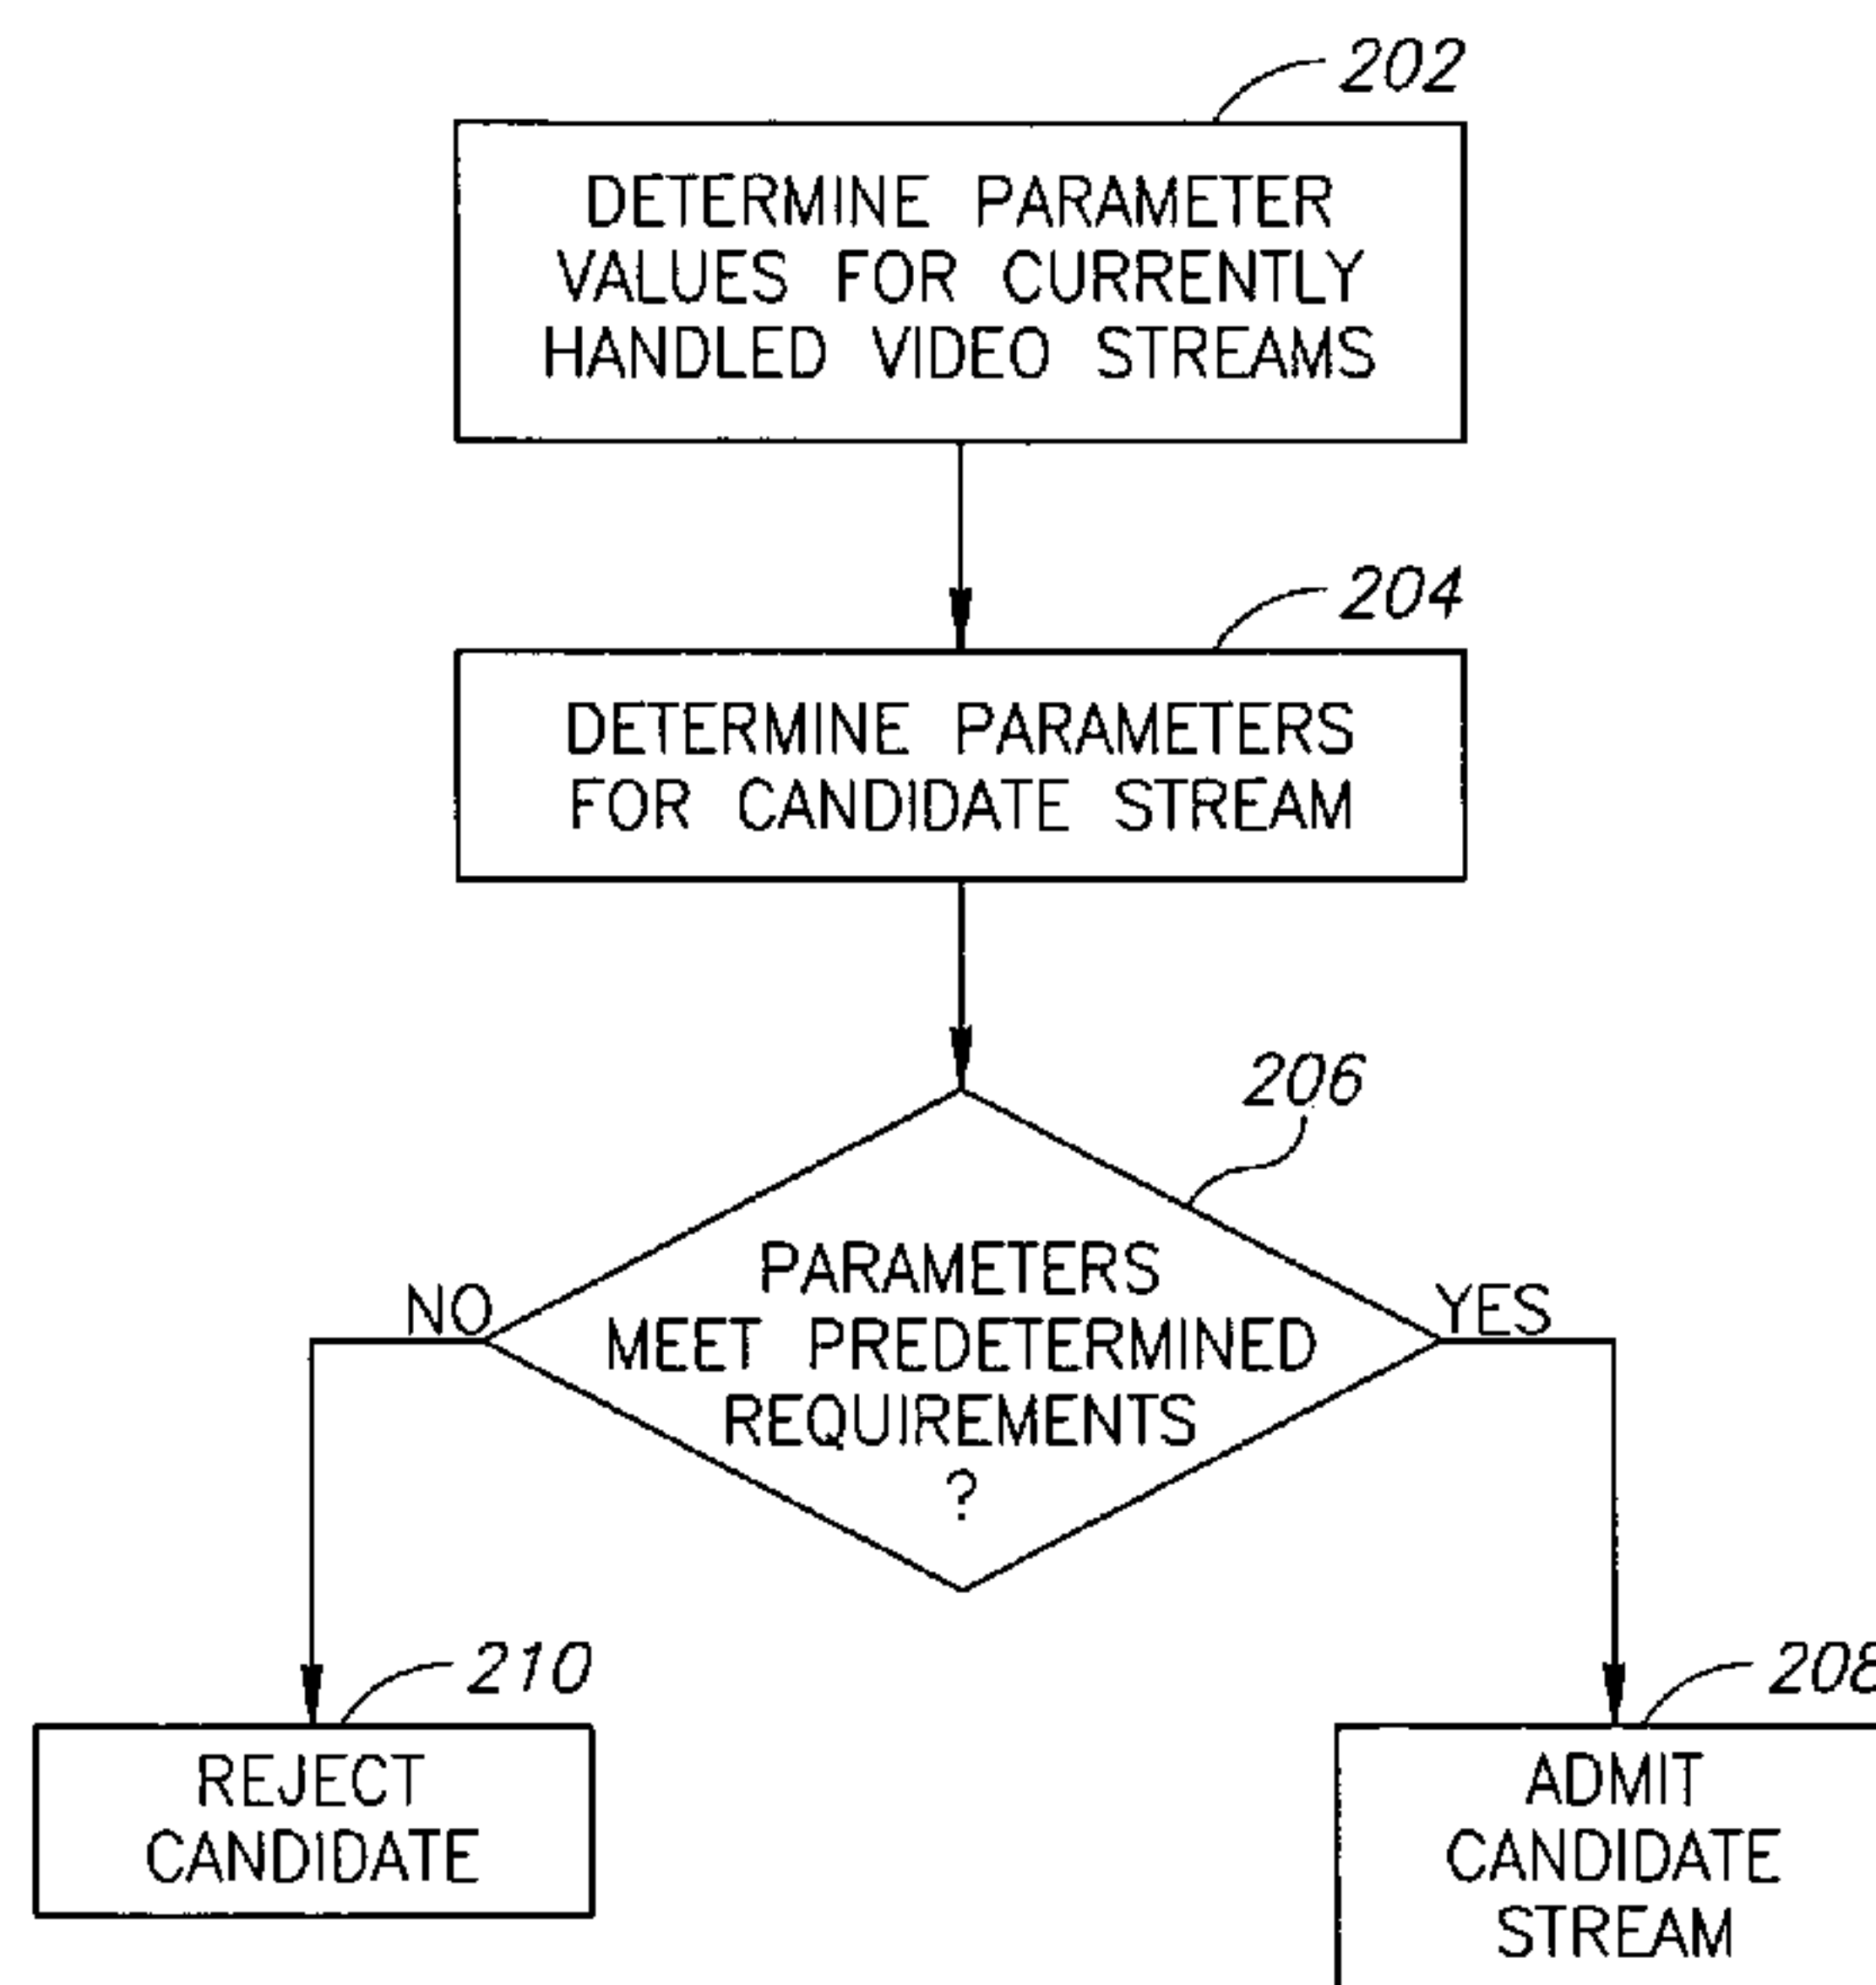 202
DETERMINE PARAMETER
VALUES FOR CURRENTLY
HANDLED VIDEO STREAMS
204
DETERMINE PARAMETERS
FOR CANDIDATE STREAM
206
PARAMETERS
MEET PREDETERMINED
REQUIREMENTS
?
NO
YES
210
REJECT
CANDIDATE
208
ADMIT
CANDIDATE
STREAM